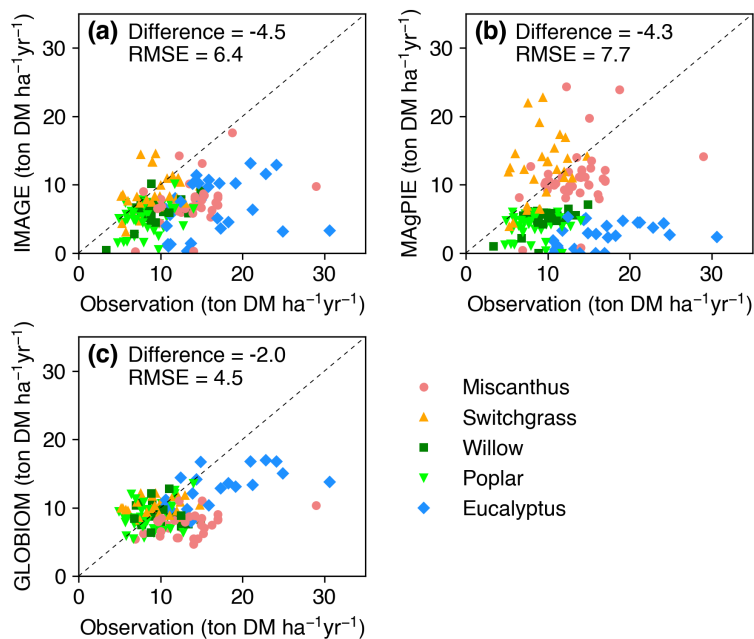 (a) Difference = -4.5
RMSE = 6.4
IMAGE (ton DM ha⁻¹yr⁻¹)
30
20
10
0
0 10 20 30
Observation (ton DM ha⁻¹yr⁻¹)
(b) Difference = -4.3
RMSE = 7.7
MAgPIE (ton DM ha⁻¹yr⁻¹)
30
20
10
0
0 10 20 30
Observation (ton DM ha⁻¹yr⁻¹)
(c) Difference = -2.0
RMSE = 4.5
GLOBIOM (ton DM ha⁻¹yr⁻¹)
30
20
10
0
0 10 20 30
Observation (ton DM ha⁻¹yr⁻¹)
Miscanthus
Switchgrass
Willow
Poplar
Eucalyptus